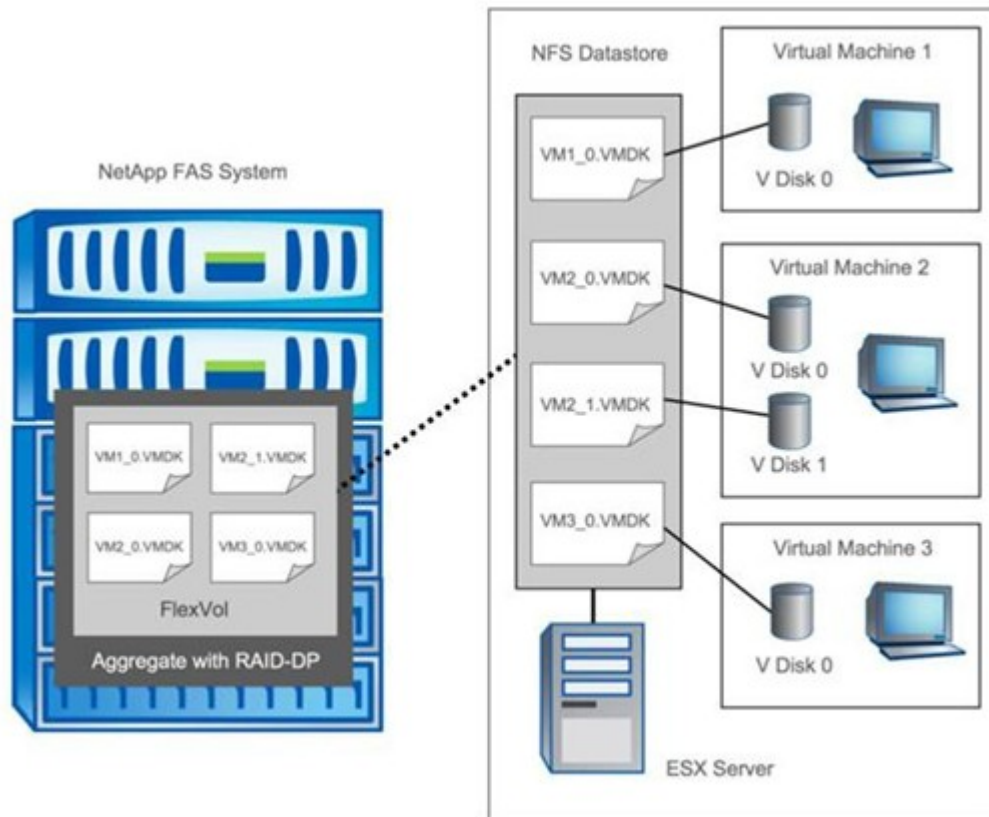 NetApp FAS System
VM1_0.VMDK
VM2_1.VMDK
VM2_0.VMDK
VM3_0.VMDK
FlexVol
Aggregate with RAID-DP
NFS Datastore
VM1_0.VMDK
VM2_0.VMDK
VM2_1.VMDK
VM3_0.VMDK
ESX Server
Virtual Machine 1
V Disk 0
Virtual Machine 2
V Disk 0
V Disk 1
Virtual Machine 3
V Disk 0